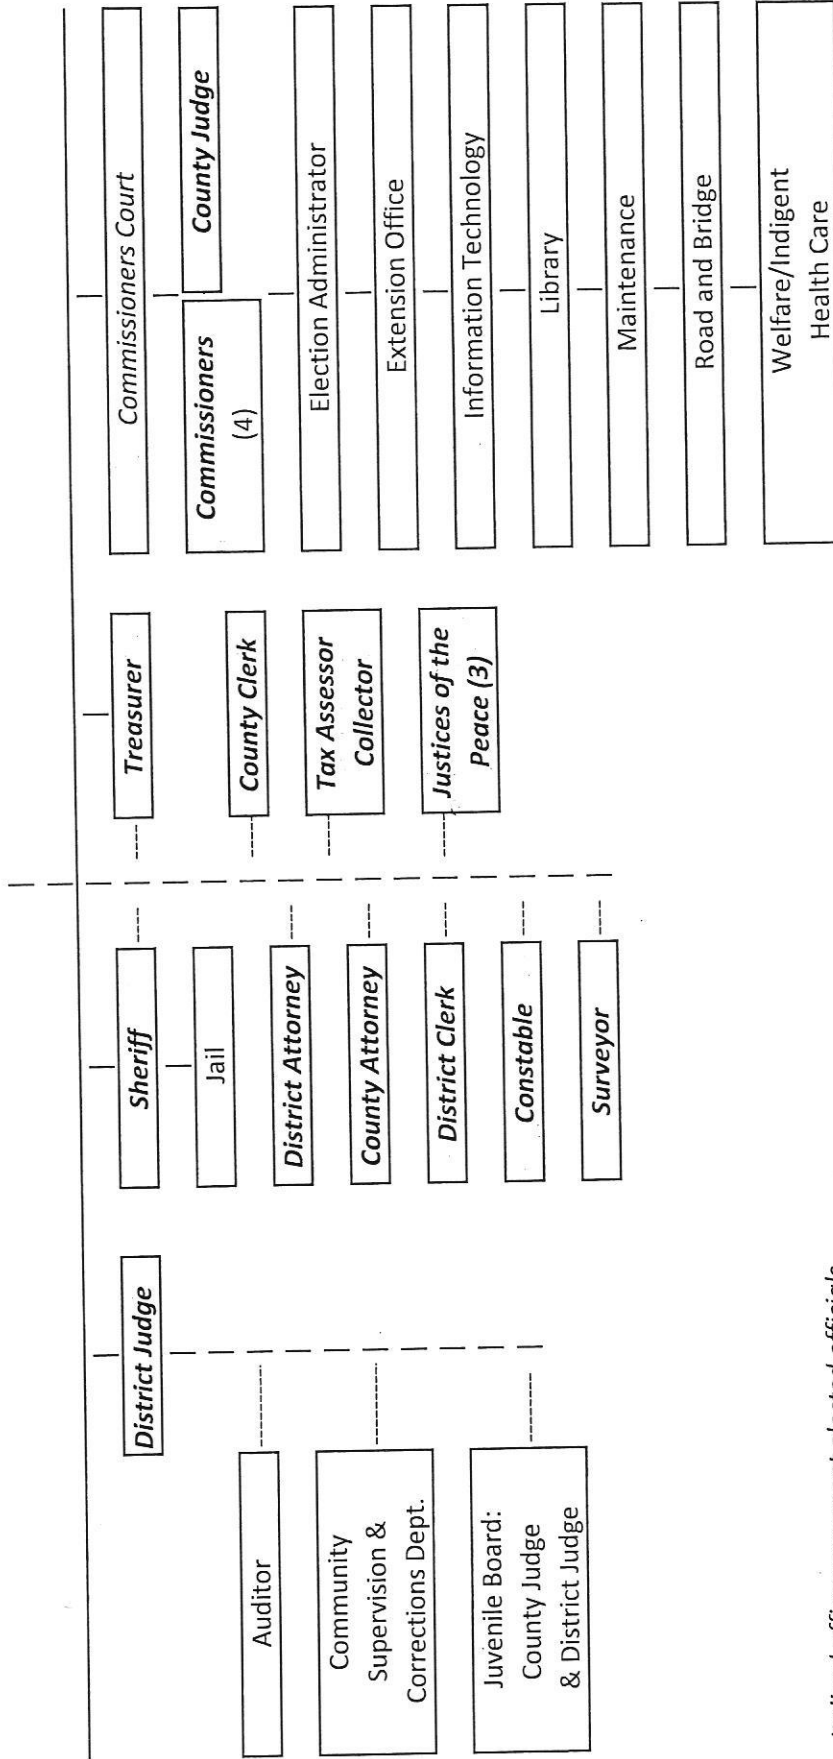 District Judge
Auditor
Community
Supervision &
Corrections Dept.
Juvenile Board:
County Judge
& District Judge
Sheriff
Jail
District Attorney
County Attorney
District Clerk
Constable
Surveyor
Treasurer
County Clerk
Tax Assessor
Collector
Justices of the
Peace (3)
Commissioners Court
Commissioners
(4)
County Judge
Election Administrator
Extension Office
Information Technology
Library
Maintenance
Road and Bridge
Welfare/Indigent
Health Care